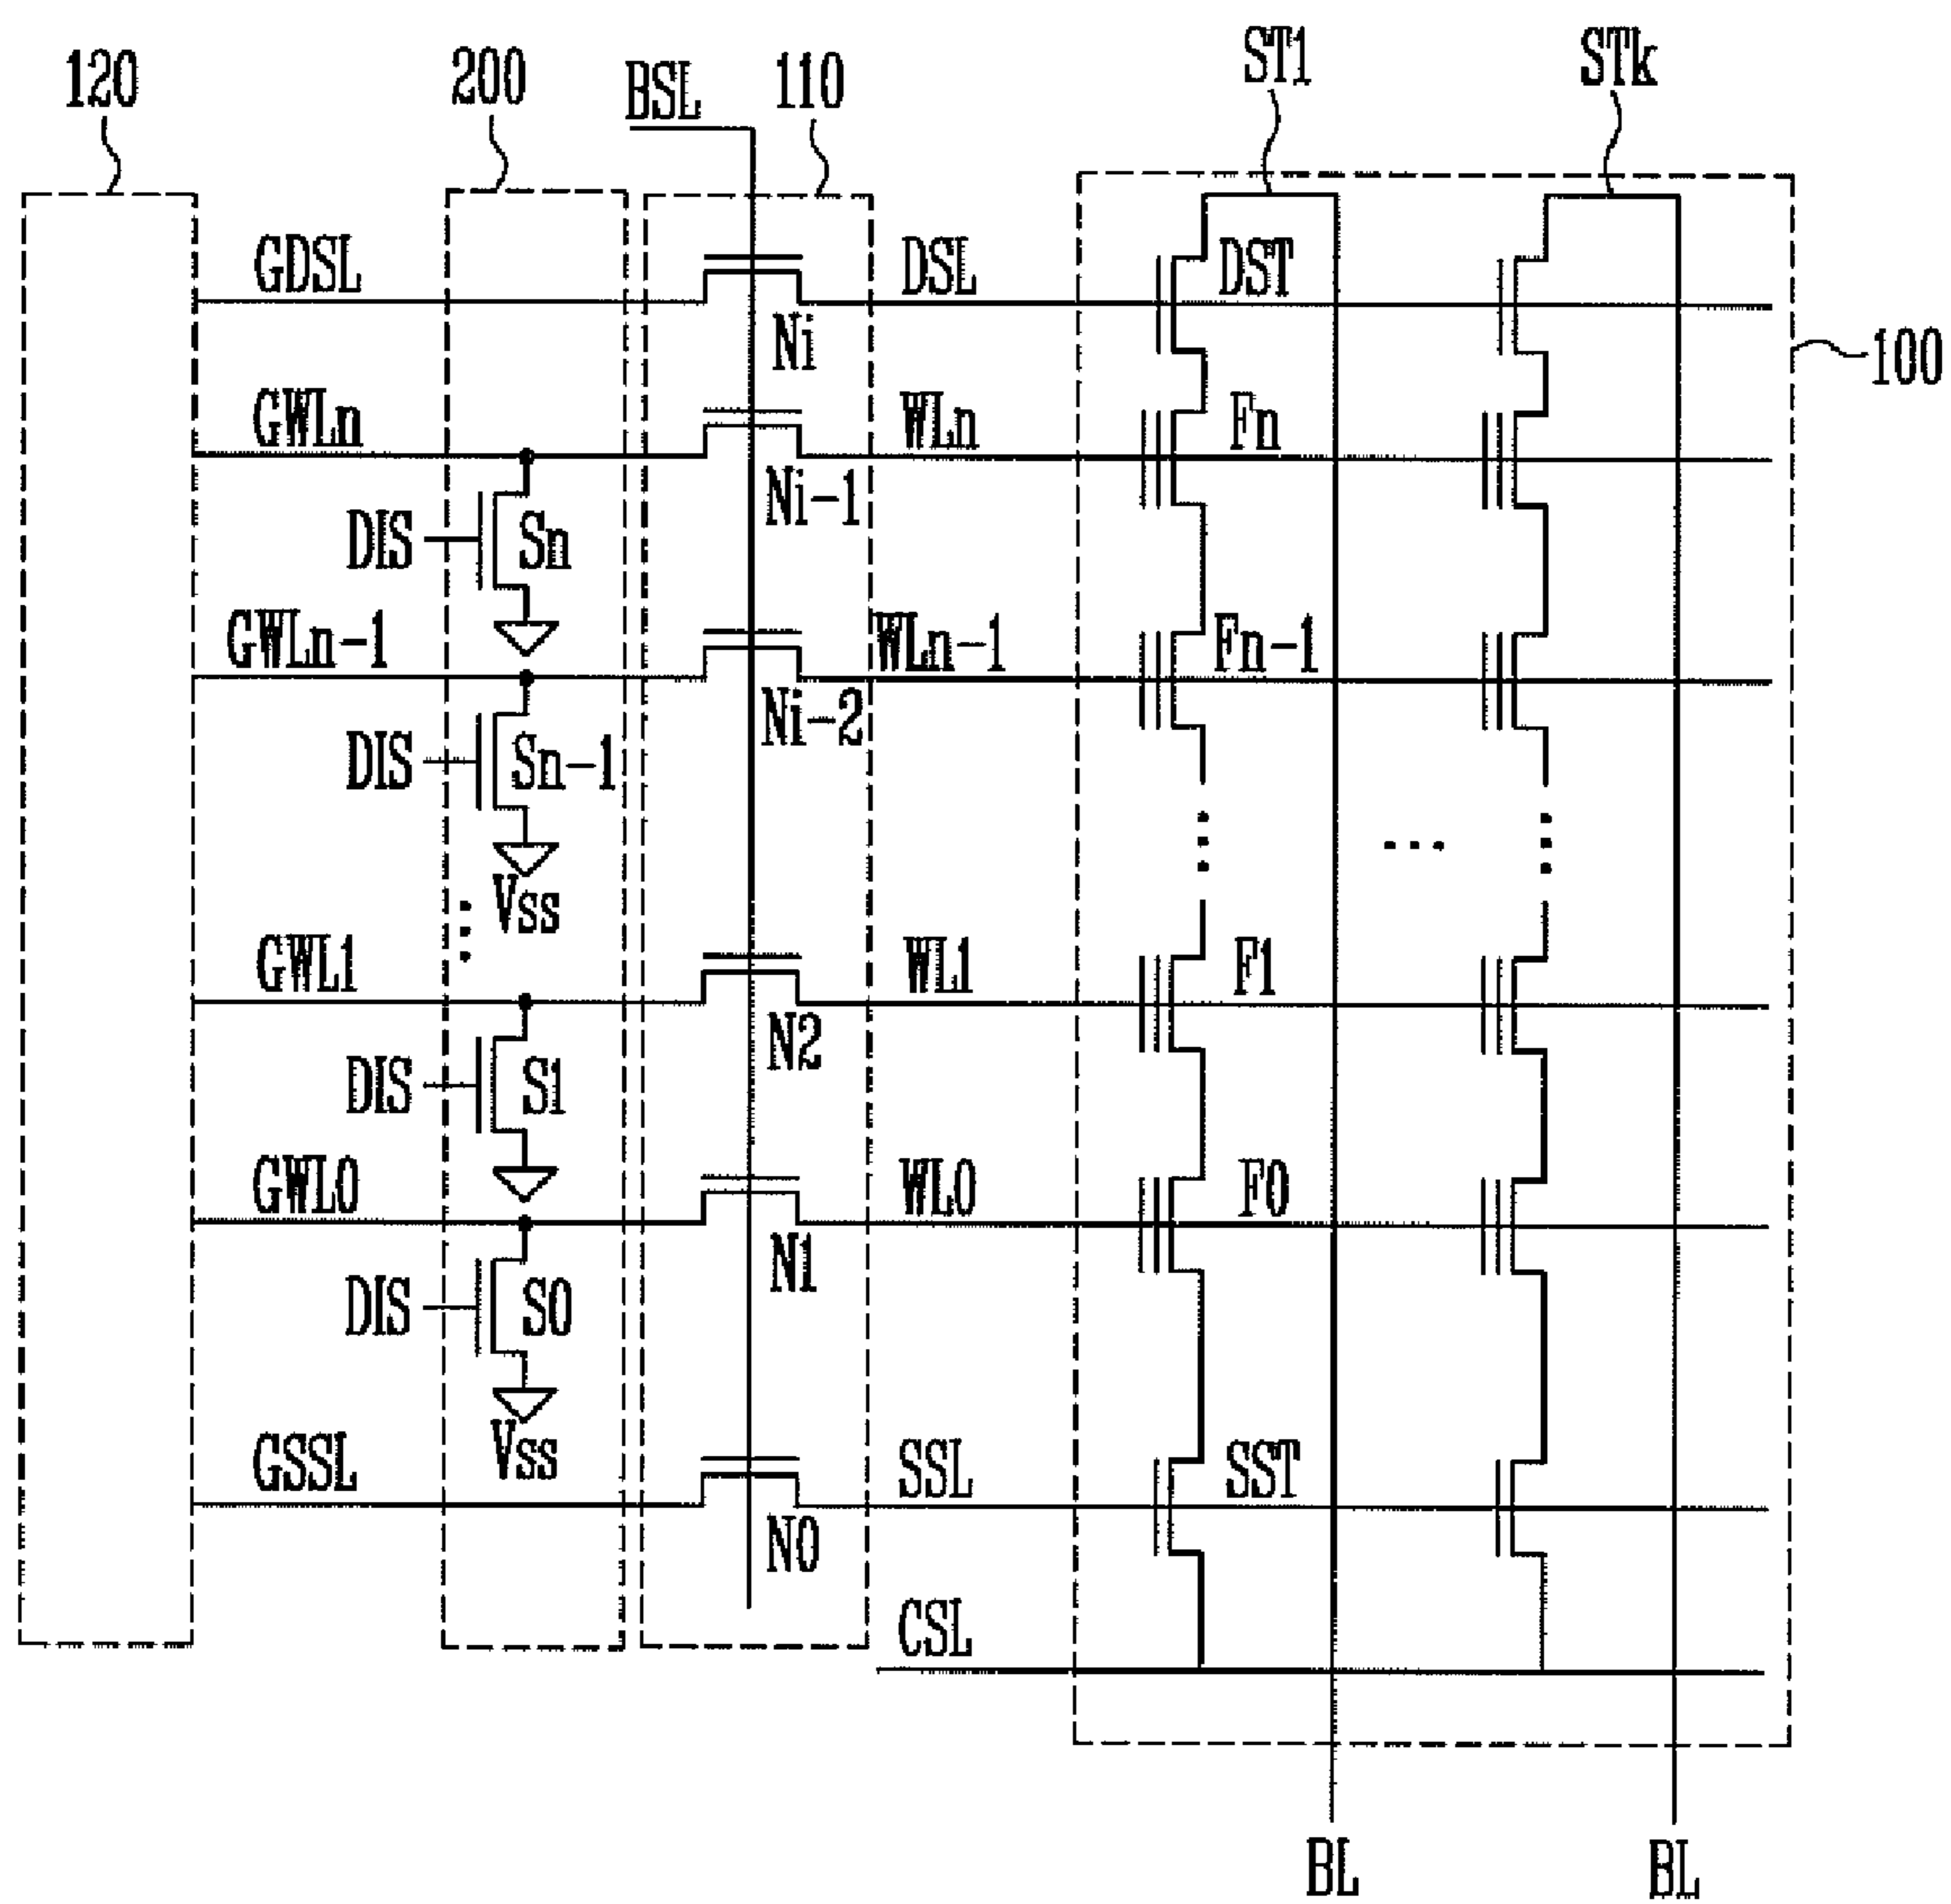 120 200 BSL 110 ST1 STk
GDSL DSL DST
Ni
100
GWLn WLn Fn
Ni-1
DIS Sn
GWLn-1 WLn-1 Fn-1
Ni-2
DIS Sn-1
Vss
GWL1 WL1 F1
N2
DIS S1
GWL0 WL0 F0
N1
DIS S0
Vss
GSSL SSL SST
N0
CSL
BL BL